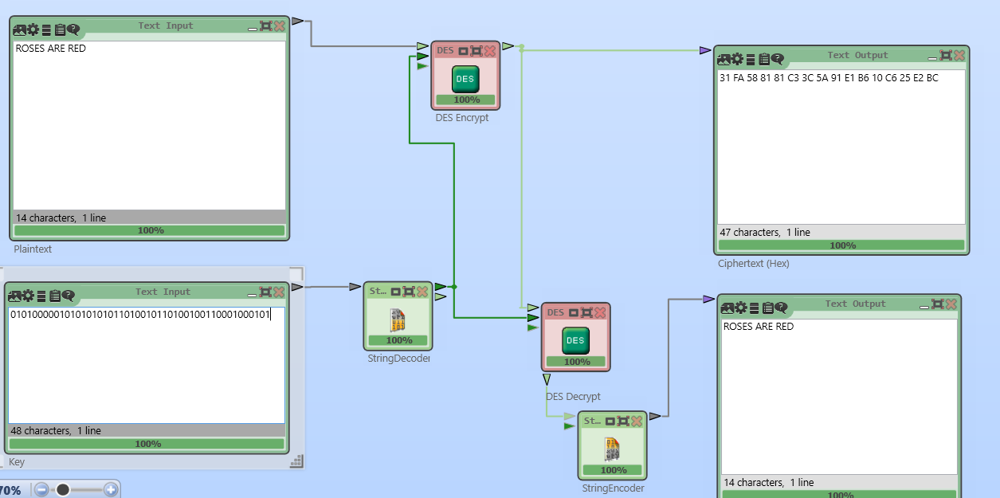 Text Input
ROSES ARE RED
14 characters, 1 line
100%
Plaintext
DES
DES
100%
DES Encrypt
Text Output
31 FA 58 81 81 C3 3C 5A 91 E1 B6 10 C6 25 E2 BC
47 characters, 1 line
100%
Ciphertext (Hex)
Text Input
010100000101010101011010010110100100110001000101
48 characters, 1 line
100%
Key
St...
100%
StringDecoder
DES
DES
100%
DES Decrypt
St...
100%
StringEncoder
Text Output
ROSES ARE RED
14 characters, 1 line
100%